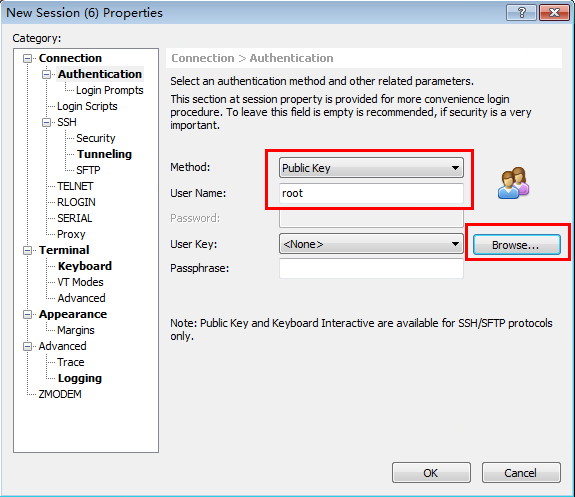 New Session (6) Properties
Category:
Connection
Authentication
Login Prompts
Login Scripts
SSH
Security
Tunneling
SFTP
TELNET
RLOGIN
SERIAL
Proxy
Terminal
Keyboard
VT Modes
Advanced
Appearance
Margins
Advanced
Trace
Logging
ZMODEM
Connection > Authentication
Select an authentication method and other related parameters.
This section at session property is provided for more convenience login
procedure. To leave this field is empty is recommended, if security is a very
important.
Method: Public Key
User Name: root
Password:
User Key: <None> Browse...
Passphrase:
Note: Public Key and Keyboard Interactive are available for SSH/SFTP protocols
only.
OK Cancel